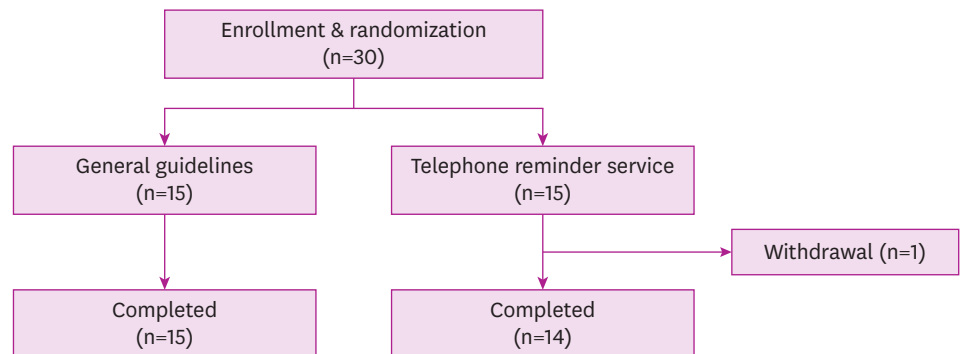 Enrollment & randomization
(n=30)
General guidelines
(n=15)
Telephone reminder service
(n=15)
Withdrawal (n=1)
Completed
(n=15)
Completed
(n=14)